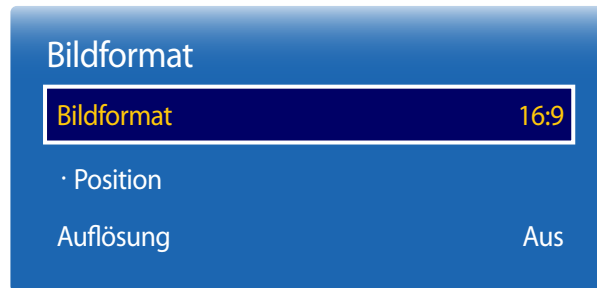 Bildformat
Bildformat 16:9
· Position
Auflösung Aus